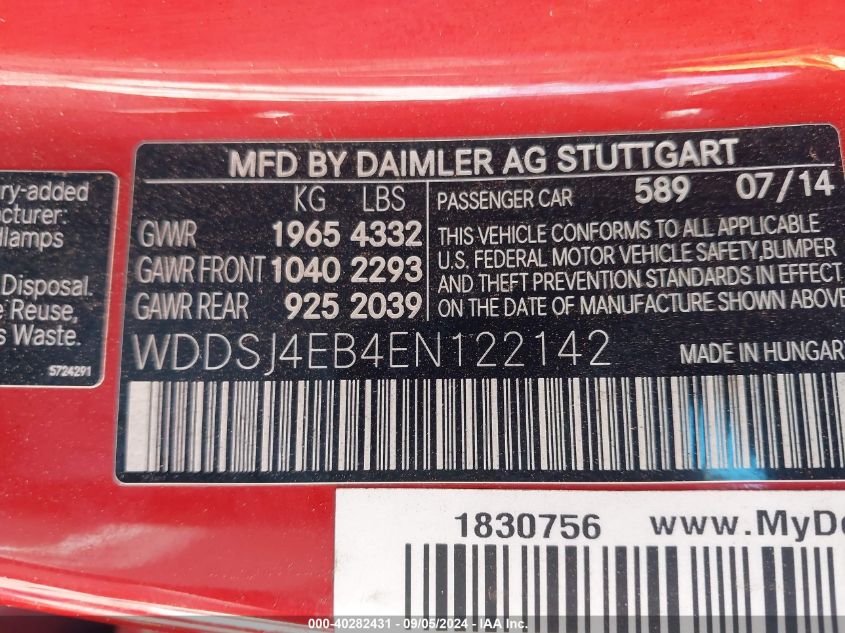 MFD BY DAIMLER AG STUTTGART
KG LBS
GVWR 1965 4332
GAWR FRONT 1040 2293
GAWR REAR 925 2039
PASSENGER CAR 589 07/14
THIS VEHICLE CONFORMS TO ALL APPLICABLE
U.S. FEDERAL MOTOR VEHICLE SAFETY, BUMPER
AND THEFT PREVENTION STANDARDS IN EFFECT
ON THE DATE OF MANUFACTURE SHOWN ABOVE
WDDSJ4EB4EN122142 MADE IN HUNGARY
ry-added
acturer:
dlamps
Disposal.
e Reuse,
s Waste.
5724291
1830756 www.MyDe
000-40282431 - 09/05/2024 - IAA Inc.